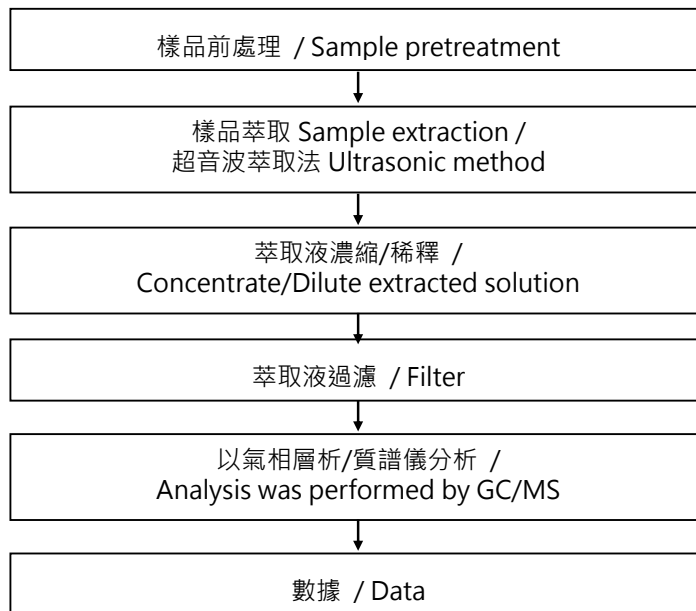 樣品前處理 / Sample pretreatment
樣品萃取 Sample extraction /
超音波萃取法 Ultrasonic method
萃取液濃縮/稀釋 /
Concentrate/Dilute extracted solution
萃取液過濾 / Filter
以氣相層析/質譜儀分析 /
Analysis was performed by GC/MS
數據 / Data